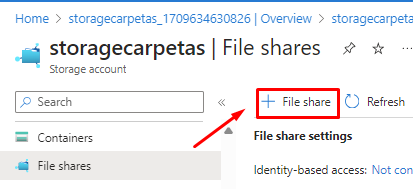 Home > storagecarpetas_1709634630826 | Overview > storagecarpeta
storagecarpetas | File shares
Storage account
Search
+ File share
Refresh
Containers
File shares
File share settings
Identity-based access: Not con